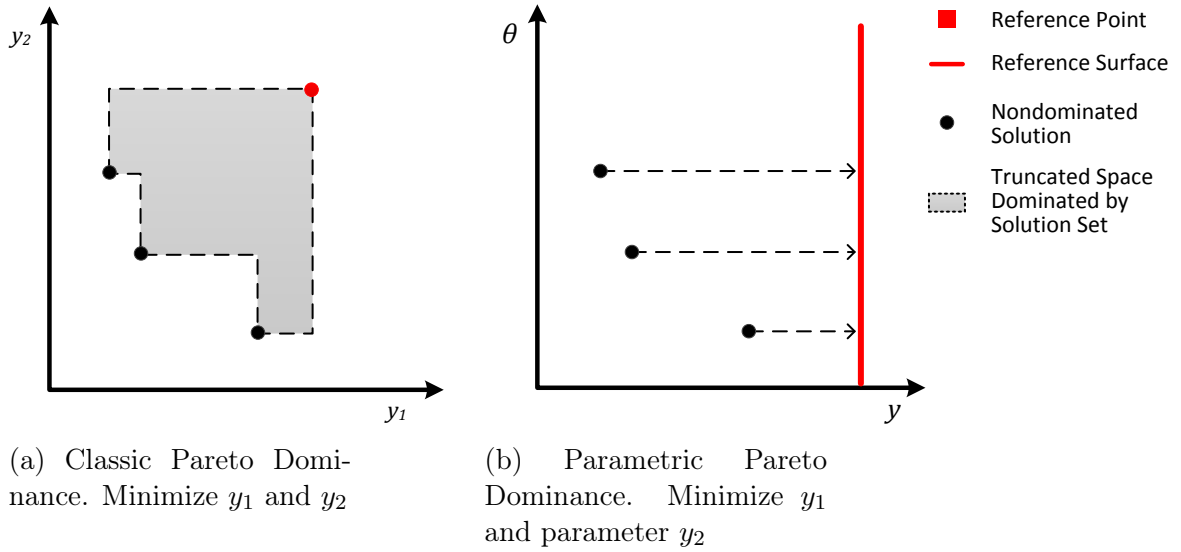 y₂
y₁
θ
y
Reference Point
Reference Surface
Nondominated
Solution
Truncated Space
Dominated by
Solution Set
(a) Classic Pareto Domi-
nance. Minimize y₁ and y₂
(b) Parametric Pareto
Dominance. Minimize y₁
and parameter y₂